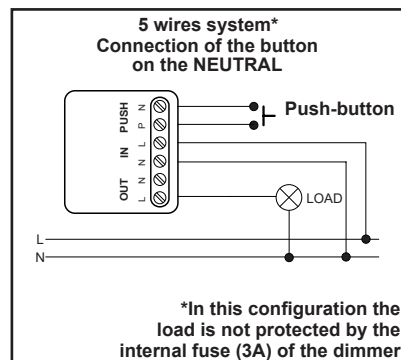 5 wires system*
Connection of the button
on the NEUTRAL
PUSH
IN
OUT
N
P
L
N
N
L
Push-button
LOAD
L
N
*In this configuration the
load is not protected by the
internal fuse (3A) of the dimmer